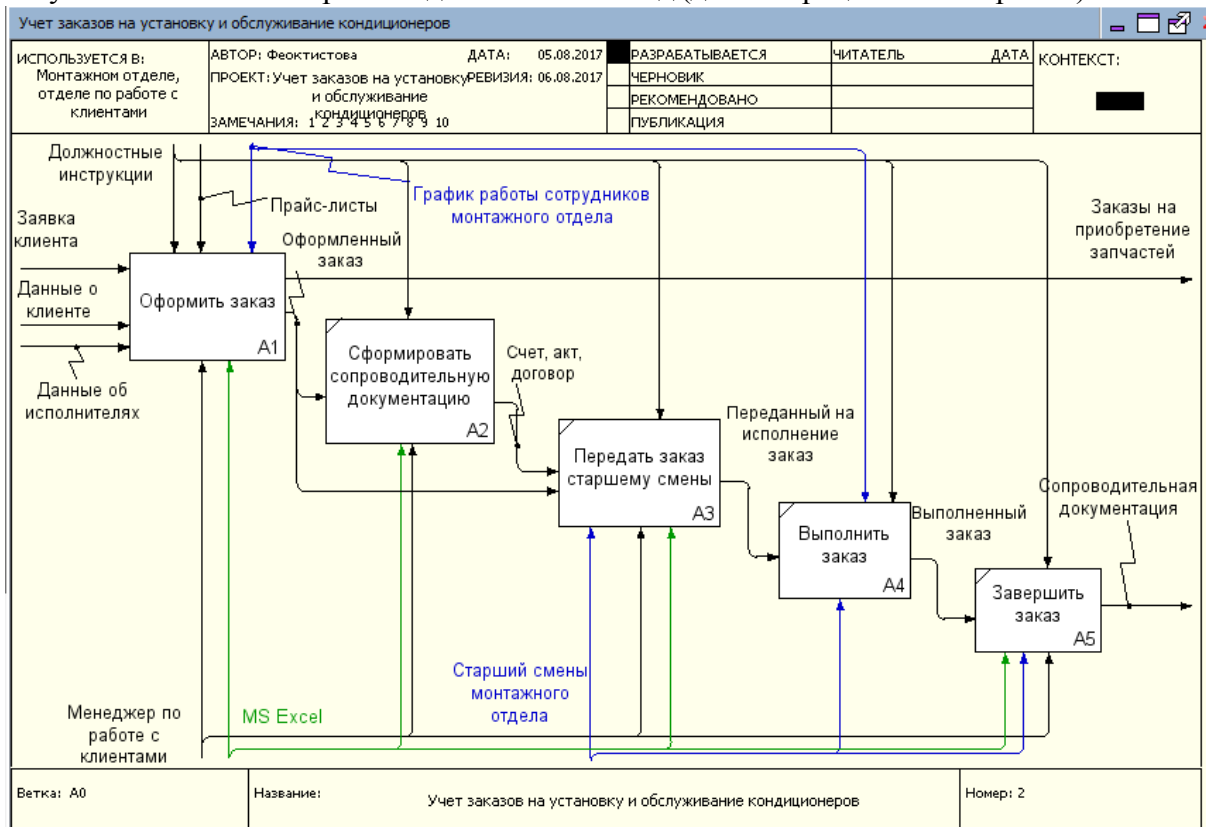 Учет заказов на установку и обслуживание кондиционеров
ИСПОЛЬЗУЕТСЯ В:
Монтажном отделе,
отделе по работе с
клиентами
АВТОР: Феоктистова
ДАТА: 05.08.2017
ПРОЕКТ: Учет заказов на установку
и обслуживание
кондиционеров
РЕВИЗИЯ: 06.08.2017
ЗАМЕЧАНИЯ: 1 2 3 4 5 6 7 8 9 10
РАЗРАБАТЫВАЕТСЯ
ЧЕРНОВИК
РЕКОМЕНДОВАНО
ПУБЛИКАЦИЯ
ЧИТАТЕЛЬ ДАТА
КОНТЕКСТ:
Должностные
инструкции
Прайс-листы
График работы сотрудников
монтажного отдела
Заявка
клиента
Оформленный
заказ
Заказы на
приобретение
запчастей
Данные о
клиенте
Оформить заказ
A1
Данные об
исполнителях
Сформировать
сопроводительную
документацию
A2
Счет, акт,
договор
Передать заказ
старшему смены
A3
Переданный на
исполнение
заказ
Выполнить
заказ
A4
Выполненный
заказ
Сопроводительная
документация
Завершить
заказ
A5
Старший смены
монтажного
отдела
Менеджер по
работе с
клиентами
MS Excel
Ветка: A0
Название:
Учет заказов на установку и обслуживание кондиционеров
Номер: 2